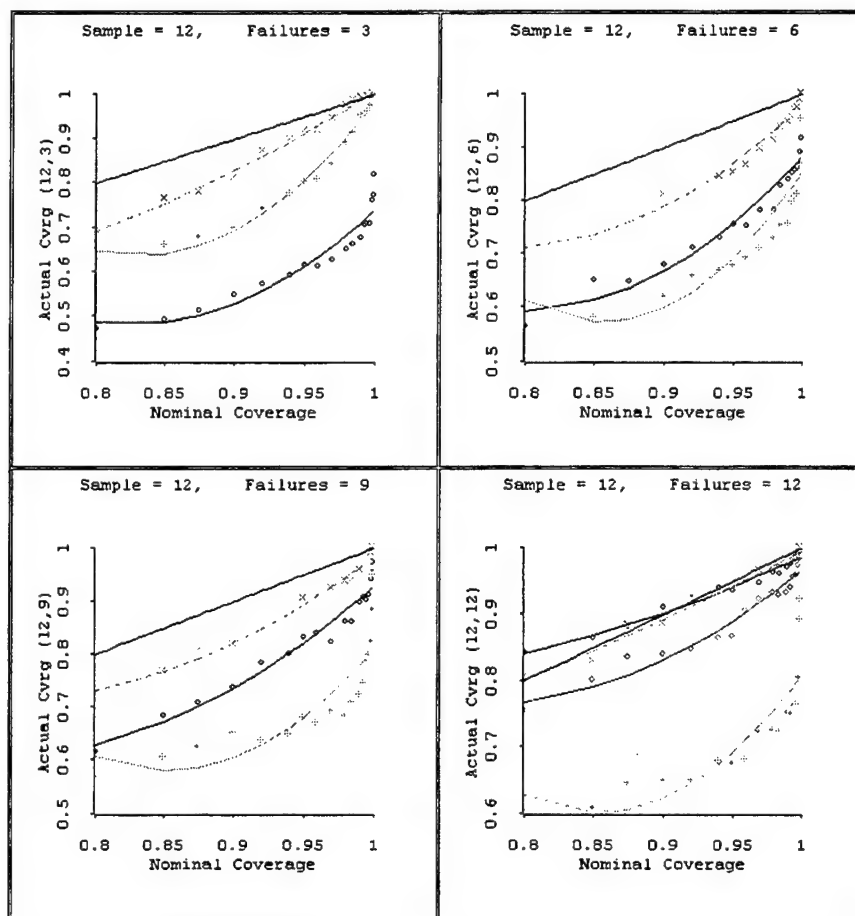 Sample = 12,    Failures = 3
Actual Cvrg (12,3)
1
0.9
0.8
0.7
0.6
0.5
0.4
0.8 0.85 0.9 0.95 1
Nominal Coverage
Sample = 12,    Failures = 6
Actual Cvrg (12,6)
1
0.9
0.8
0.7
0.6
0.5
0.8 0.85 0.9 0.95 1
Nominal Coverage
Sample = 12,    Failures = 9
Actual Cvrg (12,9)
1
0.9
0.8
0.7
0.6
0.5
0.8 0.85 0.9 0.95 1
Nominal Coverage
Sample = 12,    Failures = 12
Actual Cvrg (12,12)
1
0.9
0.8
0.7
0.6
0.8 0.85 0.9 0.95 1
Nominal Coverage